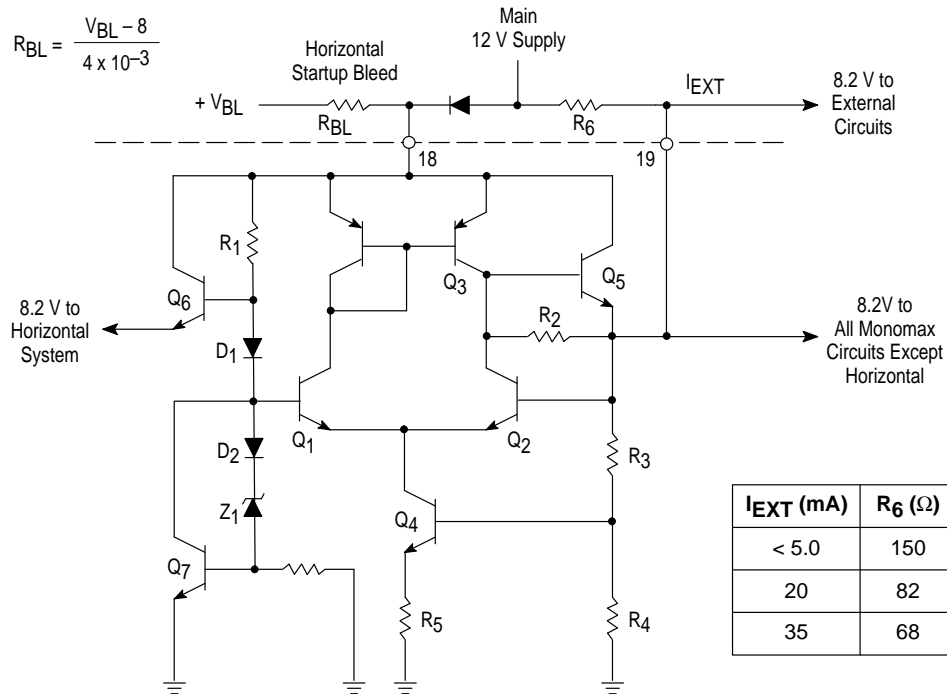 R_BL = (V_BL – 8) / (4 x 10^–3)
Horizontal
Startup Bleed
Main
12 V Supply
+ V_BL
R_BL
R_6
I_EXT
8.2 V to
External
Circuits
18
19
R_1
Q_3
Q_5
Q_6
8.2 V to
Horizontal
System
R_2
8.2V to
All Monomax
Circuits Except
Horizontal
D_1
Q_1
Q_2
D_2
R_3
Z_1
Q_4
Q_7
R_5
R_4
I_EXT (mA) R_6 (Ω)
< 5.0 150
20 82
35 68